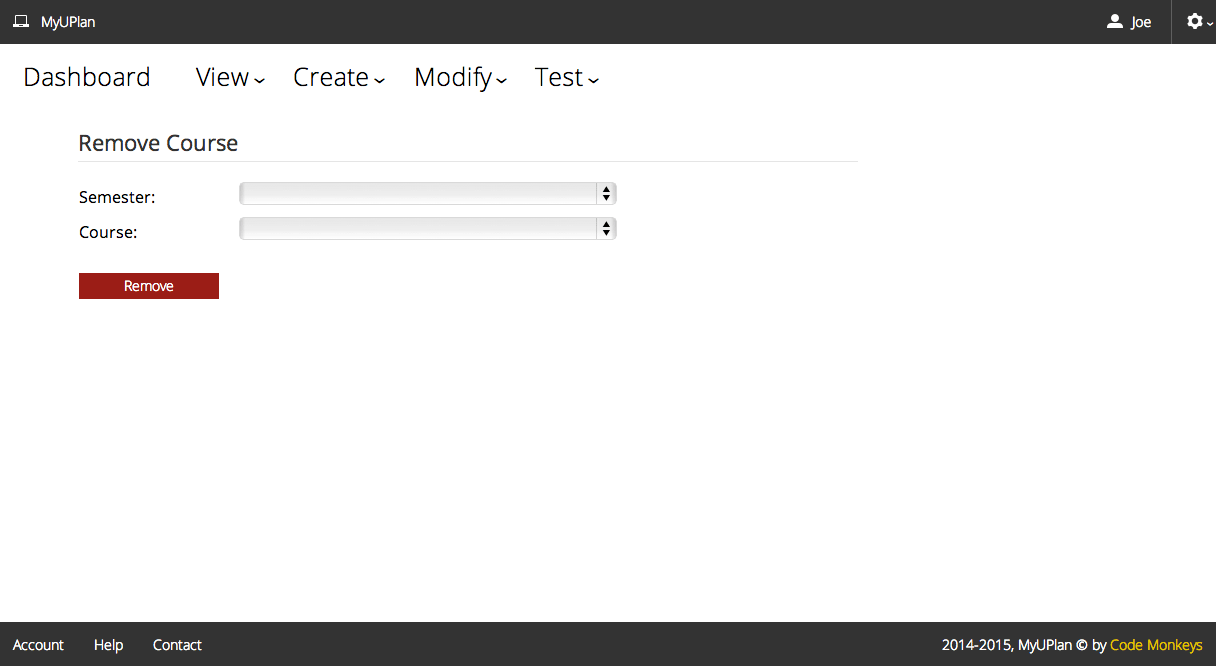 MyUPlan Joe
Dashboard View Create Modify Test
Remove Course
Semester:
Course:
Remove
Account Help Contact 2014-2015, MyUPlan © by Code Monkeys